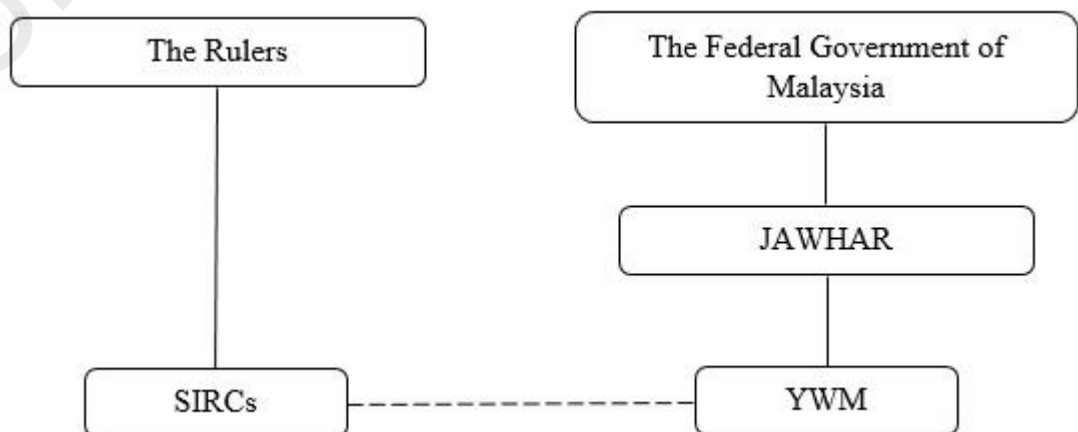 The Rulers
The Federal Government of
Malaysia
JAWHAR
SIRCs
YWM